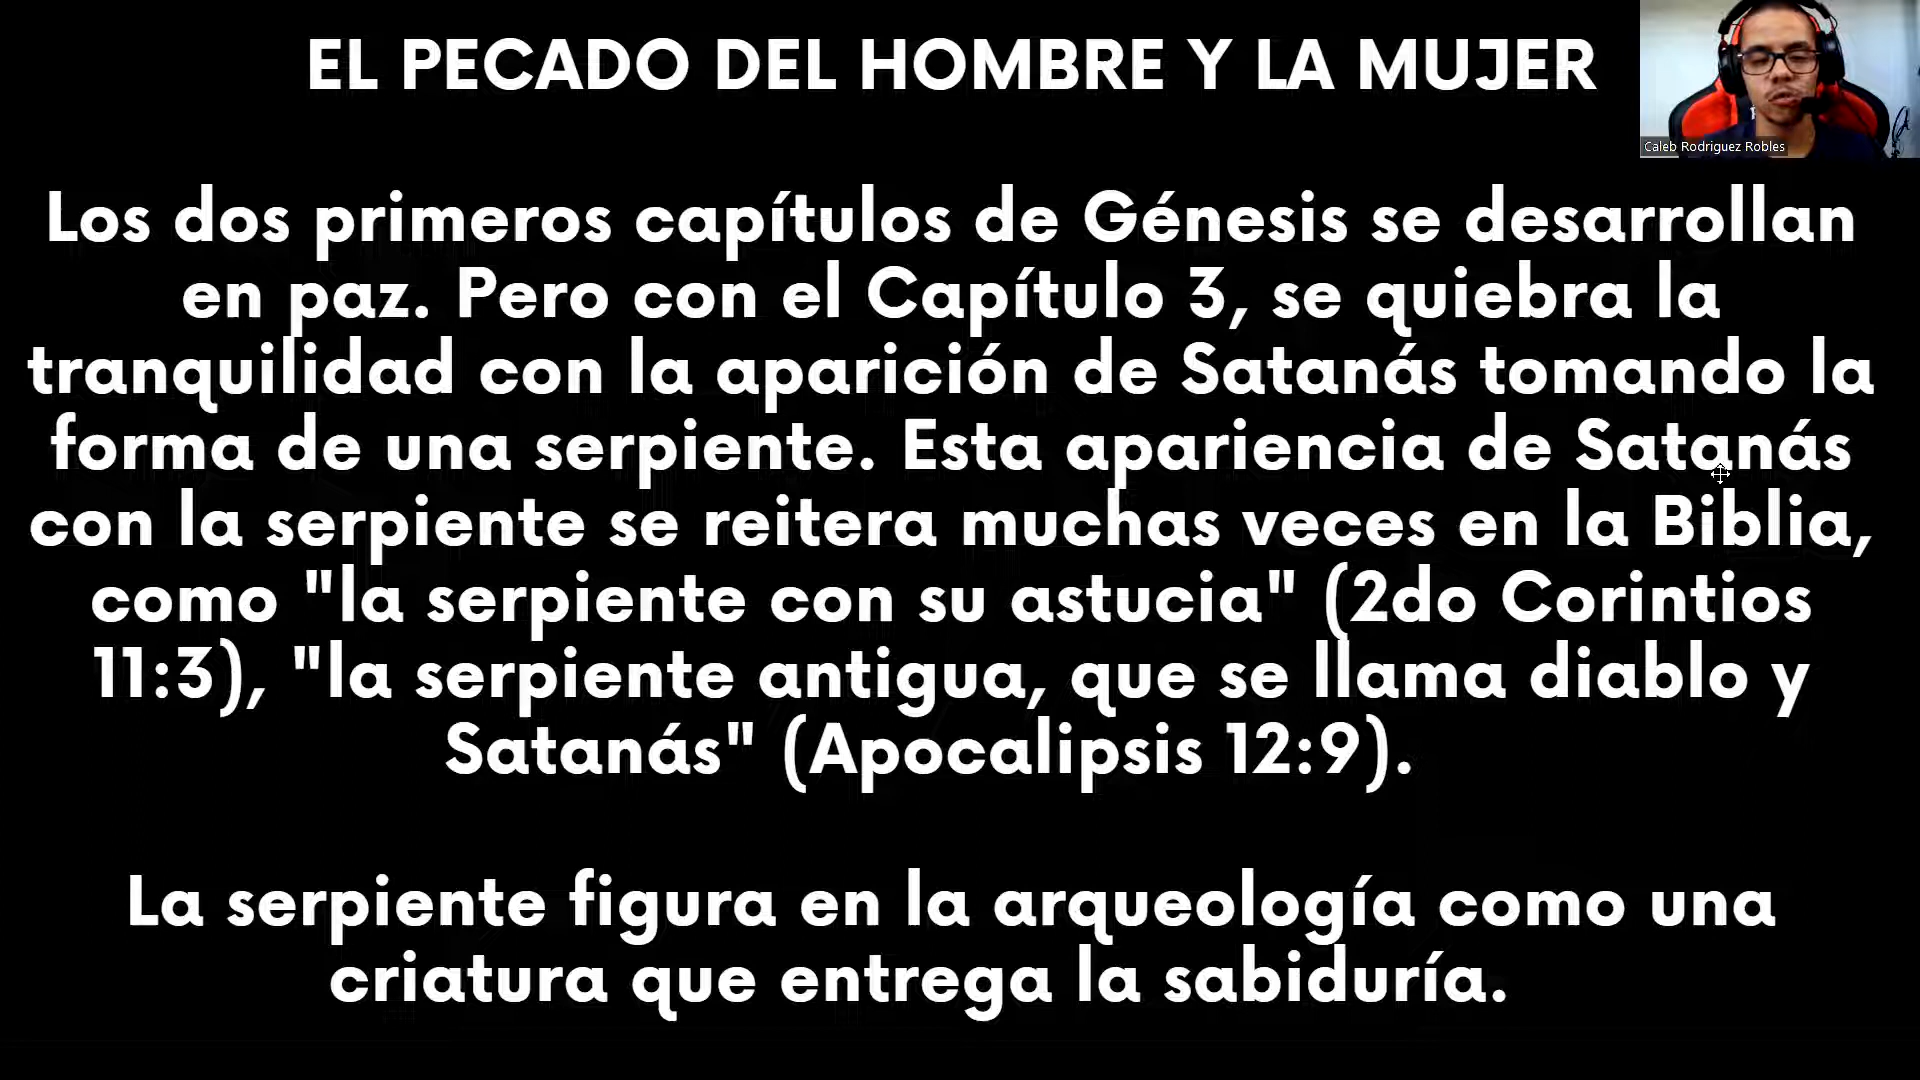 EL PECADO DEL HOMBRE Y LA MUJER
Caleb Rodriguez Robles
Los dos primeros capítulos de Génesis se desarrollan
en paz. Pero con el Capítulo 3, se quiebra la
tranquilidad con la aparición de Satanás tomando la
forma de una serpiente. Esta apariencia de Satanás
con la serpiente se reitera muchas veces en la Biblia,
como "la serpiente con su astucia" (2do Corintios
11:3), "la serpiente antigua, que se llama diablo y
Satanás" (Apocalipsis 12:9).
La serpiente figura en la arqueología como una
criatura que entrega la sabiduría.